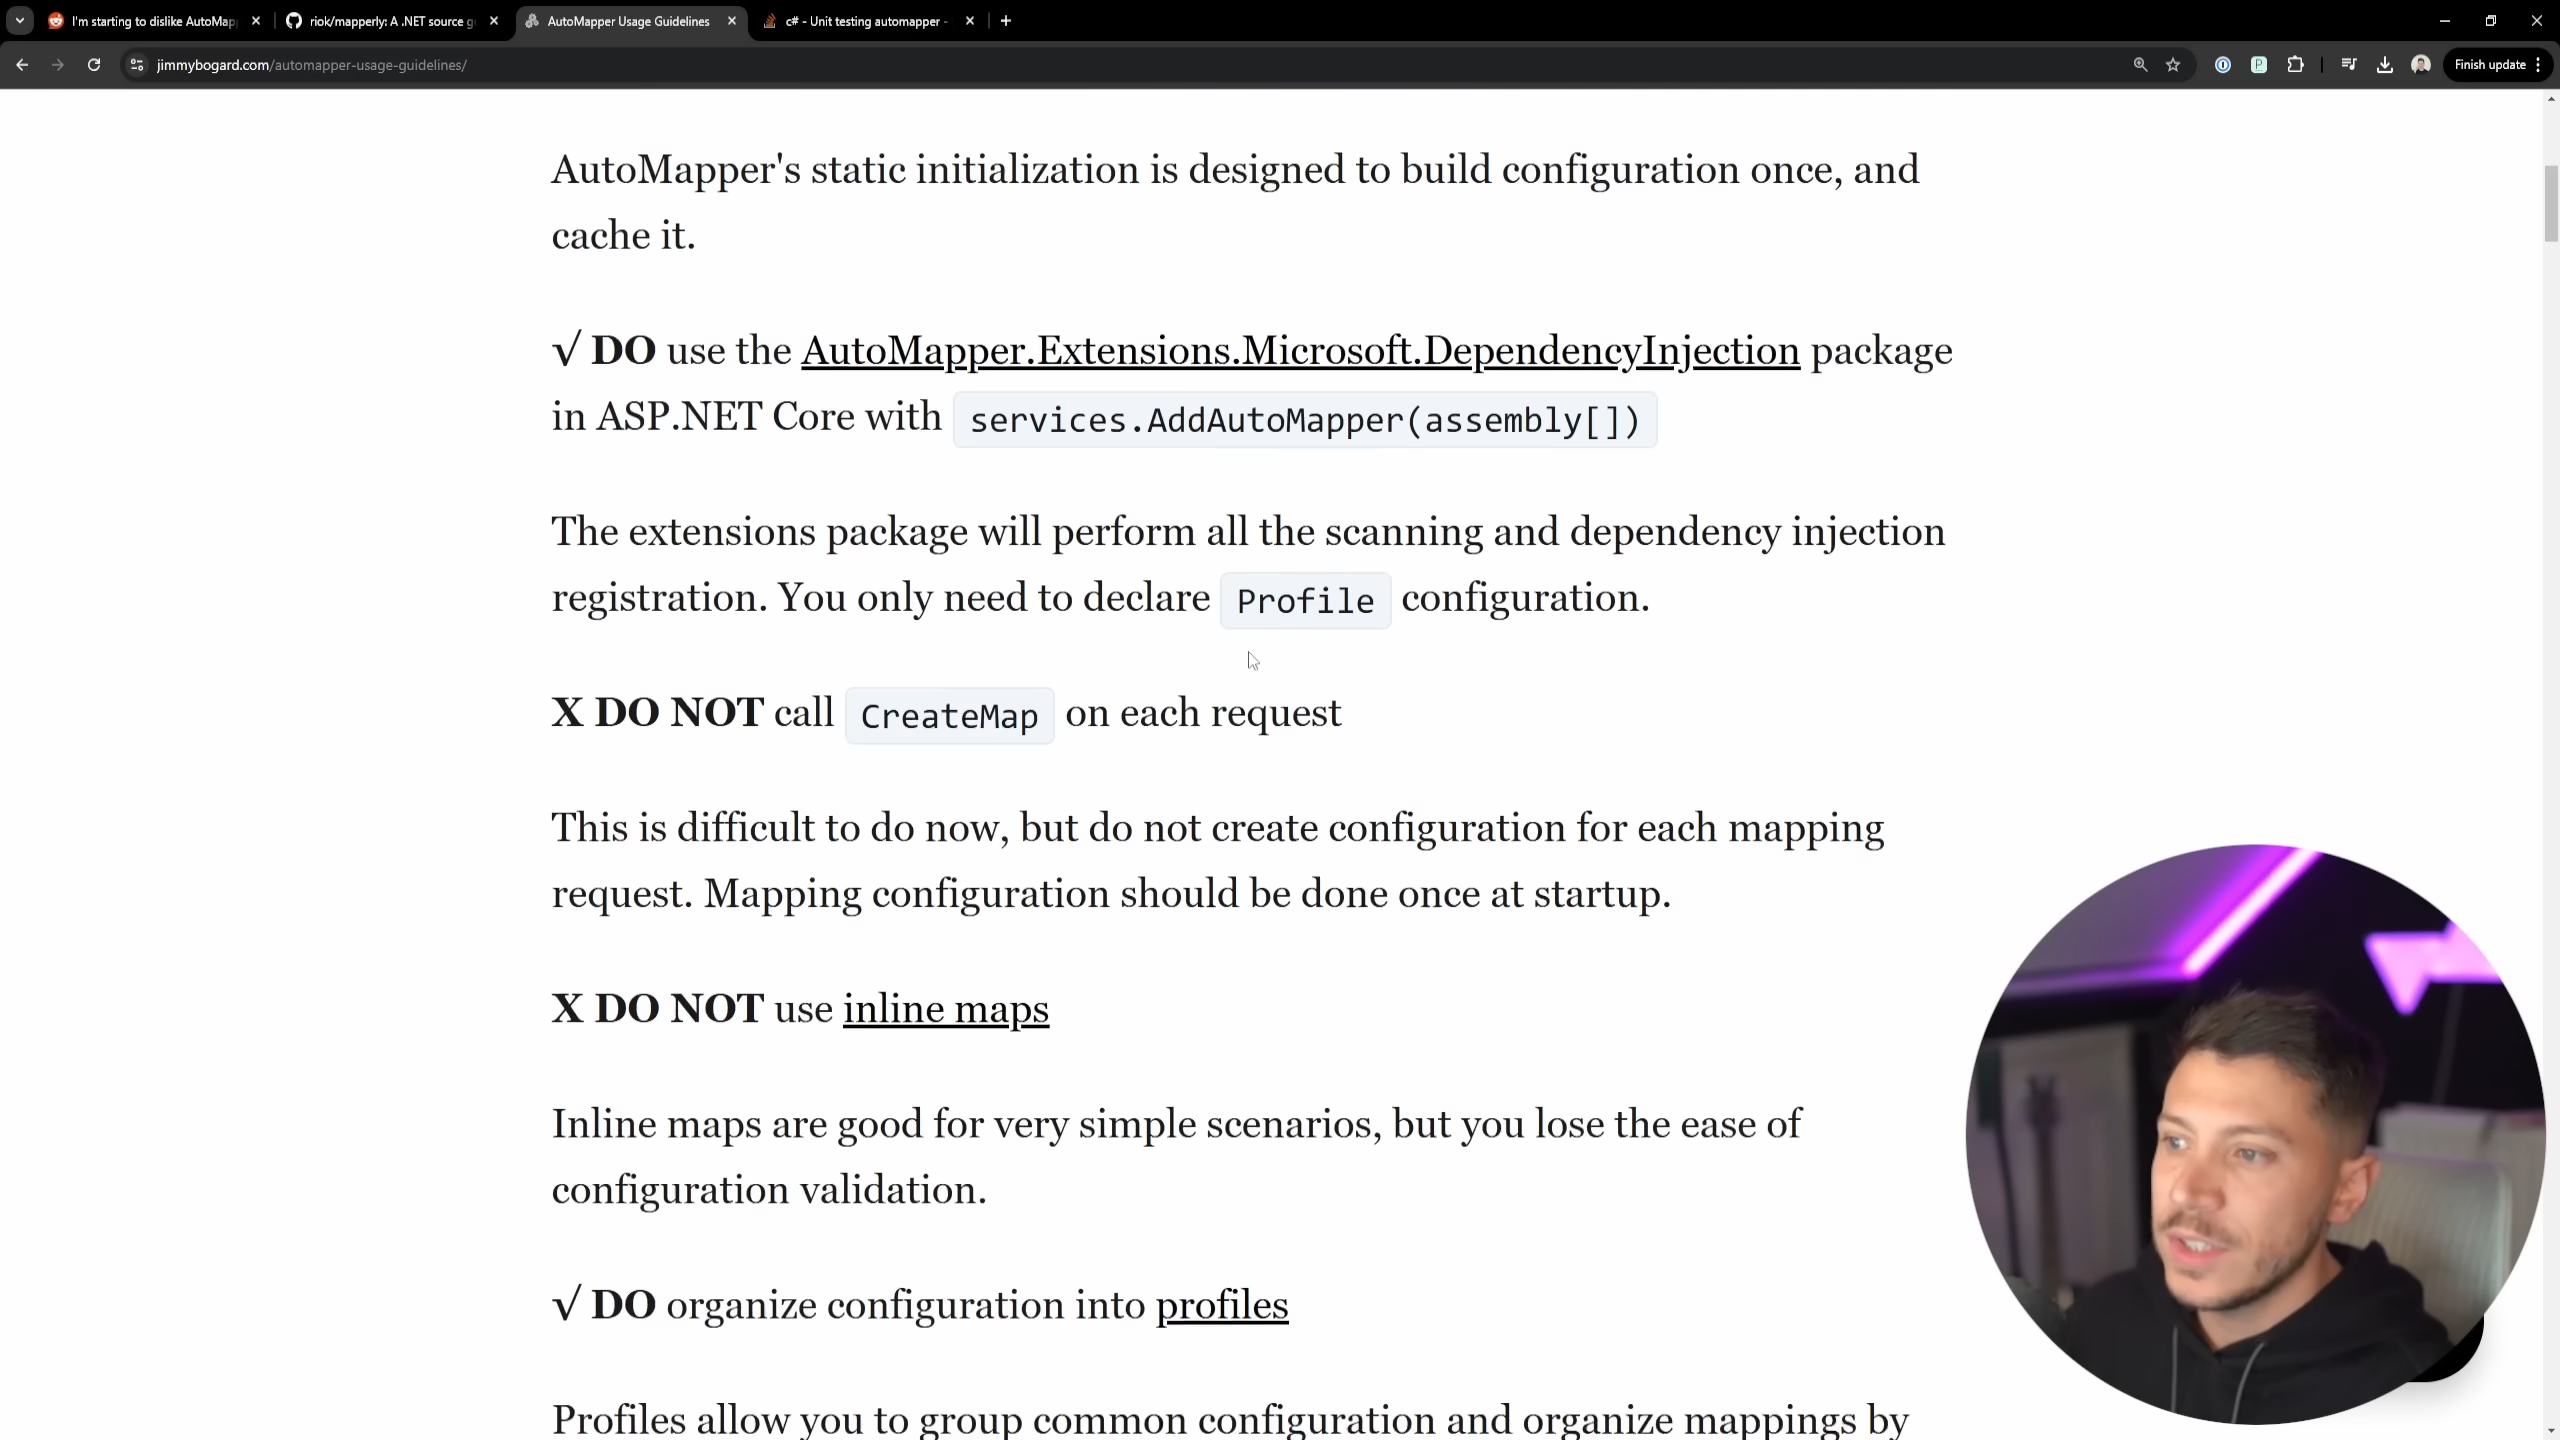 I'm starting to dislike AutoMap
riok/mapperly: A .NET source g
AutoMapper Usage Guidelines
c# - Unit testing automapper -
jimmybogard.com/automapper-usage-guidelines/
Finish update
AutoMapper's static initialization is designed to build configuration once, and
cache it.
√ DO use the AutoMapper.Extensions.Microsoft.DependencyInjection package
in ASP.NET Core with services.AddAutoMapper(assembly[])
The extensions package will perform all the scanning and dependency injection
registration. You only need to declare Profile configuration.
X DO NOT call CreateMap on each request
This is difficult to do now, but do not create configuration for each mapping
request. Mapping configuration should be done once at startup.
X DO NOT use inline maps
Inline maps are good for very simple scenarios, but you lose the ease of
configuration validation.
√ DO organize configuration into profiles
Profiles allow you to group common configuration and organize mappings by